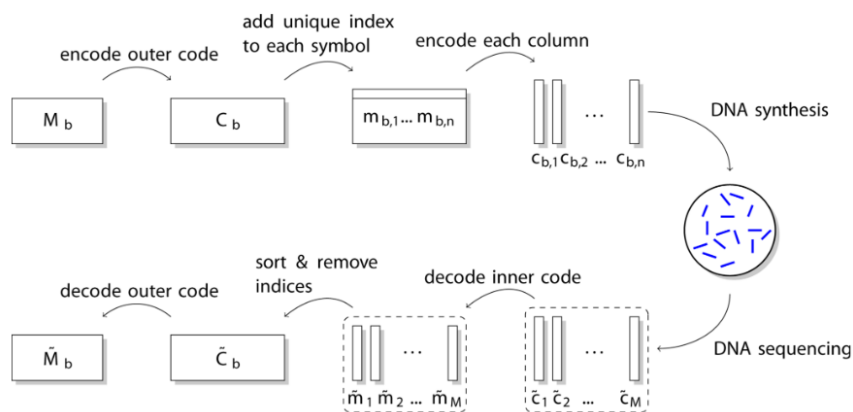 add unique index
to each symbol
encode outer code
encode each column
M b
C b
m b,1... m b,n
...
DNA synthesis
c b,1 c b,2 ... c b,n
sort & remove
indices
decode outer code
decode inner code
M̃ b
C̃ b
...
...
DNA sequencing
m̃ 1 m̃ 2 ... m̃ M
c̃ 1 c̃ 2 ... c̃ M